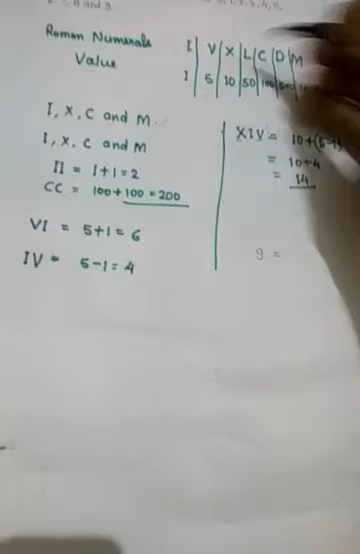 Roman Numerals
Value
I | V | X | L | C | D | M
1 | 5 | 10 | 50 | 100
I, X, C and M
I, X, C and M
II = 1+1=2
CC = 100+100=200
VI = 5+1=6
IV = 5-1=4
XIV = 10+(5-1)
= 10+4
= 14
9 =